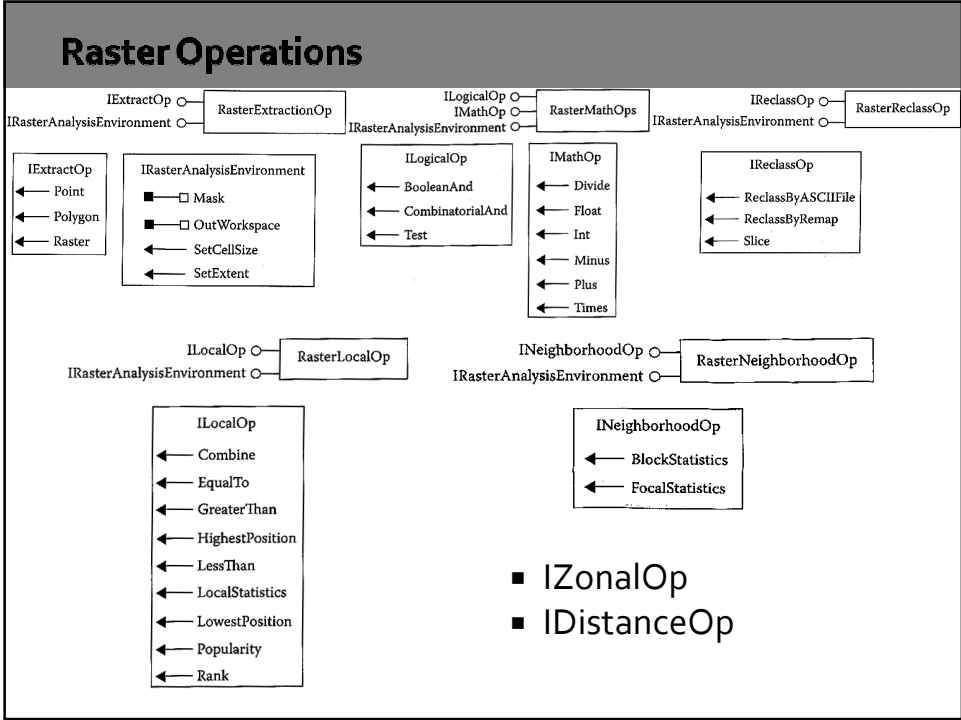 Raster Operations
IExtractOp
IRasterAnalysisEnvironment
RasterExtractionOp
ILogicalOp
IMathOp
IRasterAnalysisEnvironment
RasterMathOps
IReclassOp
IRasterAnalysisEnvironment
RasterReclassOp
IExtractOp
Point
Polygon
Raster
IRasterAnalysisEnvironment
Mask
OutWorkspace
SetCellSize
SetExtent
ILogicalOp
BooleanAnd
CombinatorialAnd
Test
IMathOp
Divide
Float
Int
Minus
Plus
Times
IReclassOp
ReclassByASCIIFile
ReclassByRemap
Slice
ILocalOp
IRasterAnalysisEnvironment
RasterLocalOp
INeighborhoodOp
IRasterAnalysisEnvironment
RasterNeighborhoodOp
ILocalOp
Combine
EqualTo
GreaterThan
HighestPosition
LessThan
LocalStatistics
LowestPosition
Popularity
Rank
INeighborhoodOp
BlockStatistics
FocalStatistics
▪ IZonalOp
▪ IDistanceOp